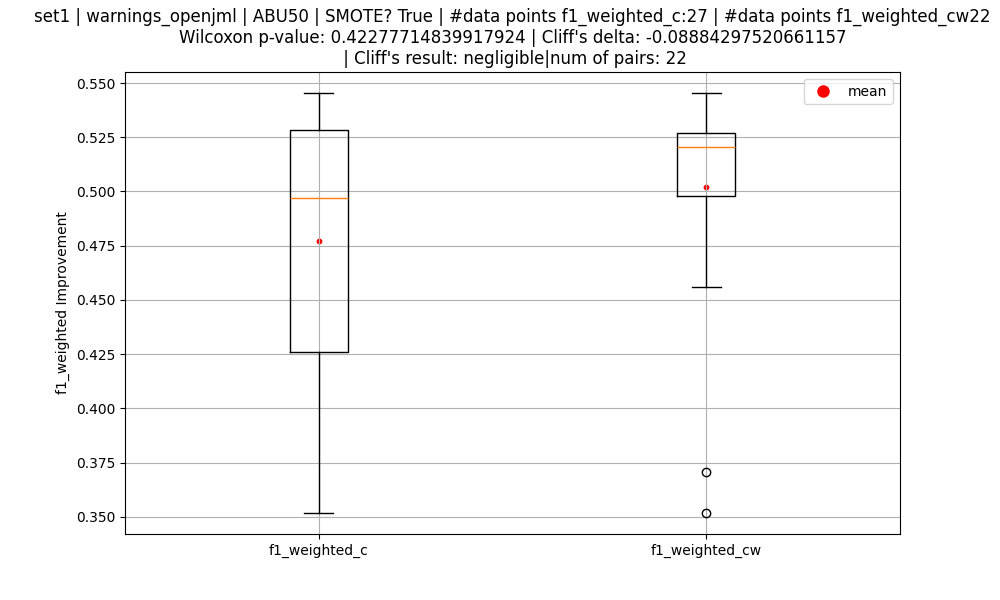 set1 | warnings_openjml | ABU50 | SMOTE? True | #data points f1_weighted_c:27 | #data points f1_weighted_cw22
Wilcoxon p-value: 0.42277714839917924 | Cliff's delta: -0.08884297520661157
| Cliff's result: negligible|num of pairs: 22
mean
0.550
0.525
0.500
0.475
0.450
0.425
0.400
0.375
0.350
f1_weighted Improvement
f1_weighted_c
f1_weighted_cw